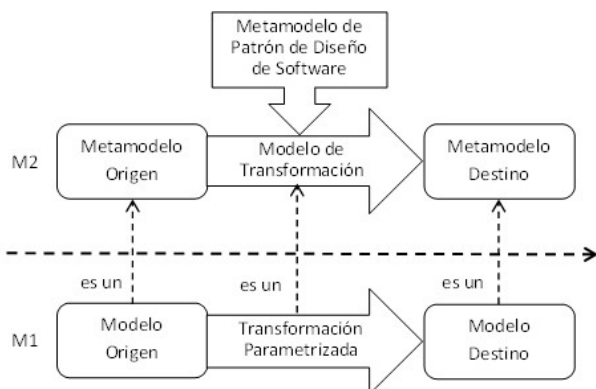 Metamodelo de
Patrón de Diseño
de Software
M2
Metamodelo
Origen
Modelo de
Transformación
Metamodelo
Destino
es un
es un
es un
M1
Modelo
Origen
Transformación
Parametrizada
Modelo
Destino